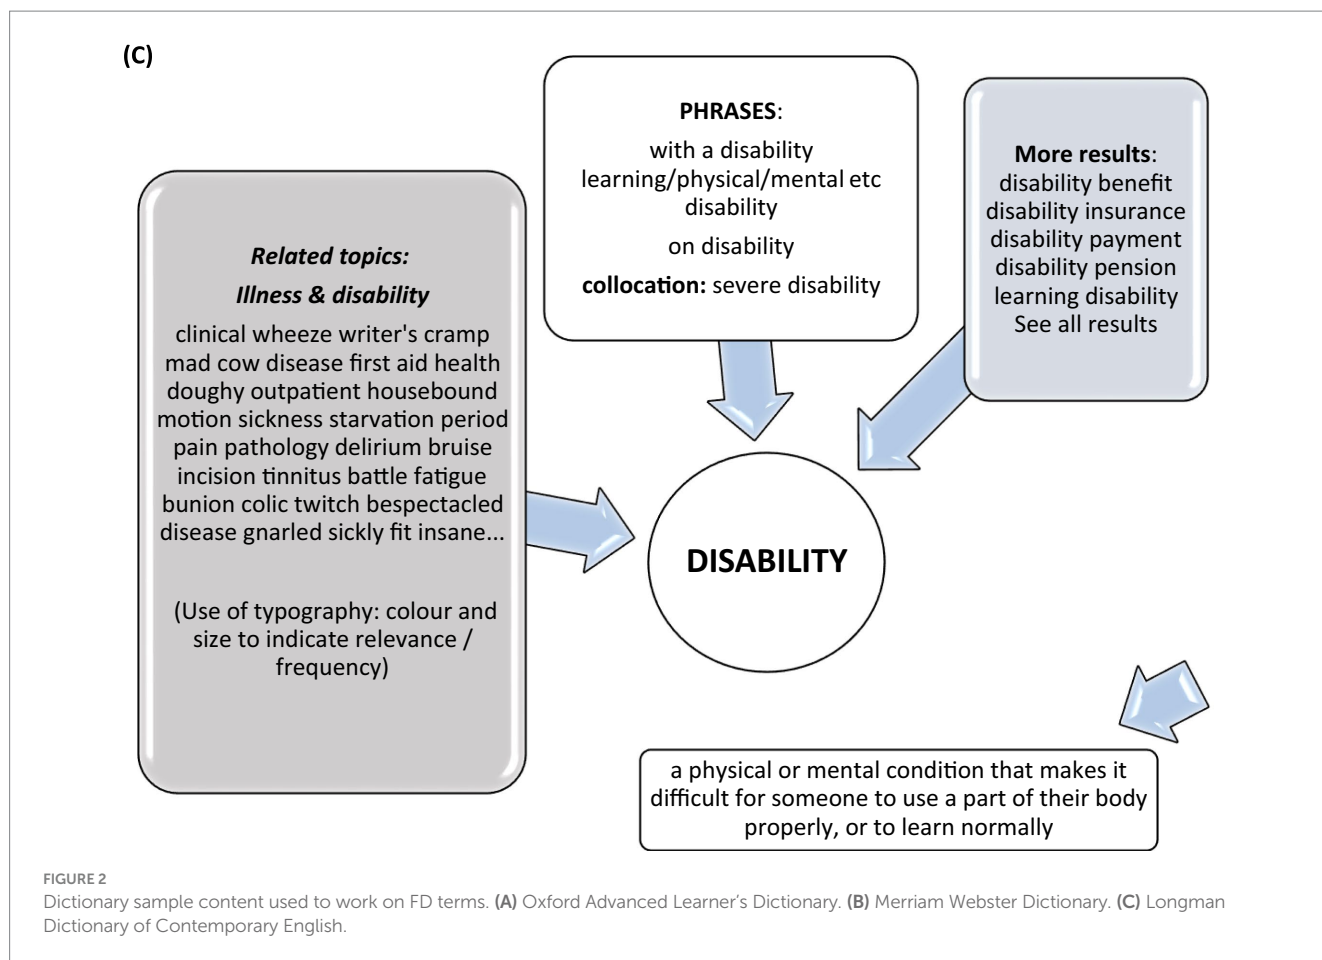 (C)
Related topics:
Illness & disability
clinical wheeze writer's cramp
mad cow disease first aid health
doughy outpatient housebound
motion sickness starvation period
pain pathology delirium bruise
incision tinnitus battle fatigue
bunion colic twitch bespectacled
disease gnarled sickly fit insane...
(Use of typography: colour and
size to indicate relevance /
frequency)
PHRASES:
with a disability
learning/physical/mental etc
disability
on disability
collocation: severe disability
More results:
disability benefit
disability insurance
disability payment
disability pension
learning disability
See all results
DISABILITY
a physical or mental condition that makes it
difficult for someone to use a part of their body
properly, or to learn normally
FIGURE 2
Dictionary sample content used to work on FD terms. (A) Oxford Advanced Learner's Dictionary. (B) Merriam Webster Dictionary. (C) Longman
Dictionary of Contemporary English.